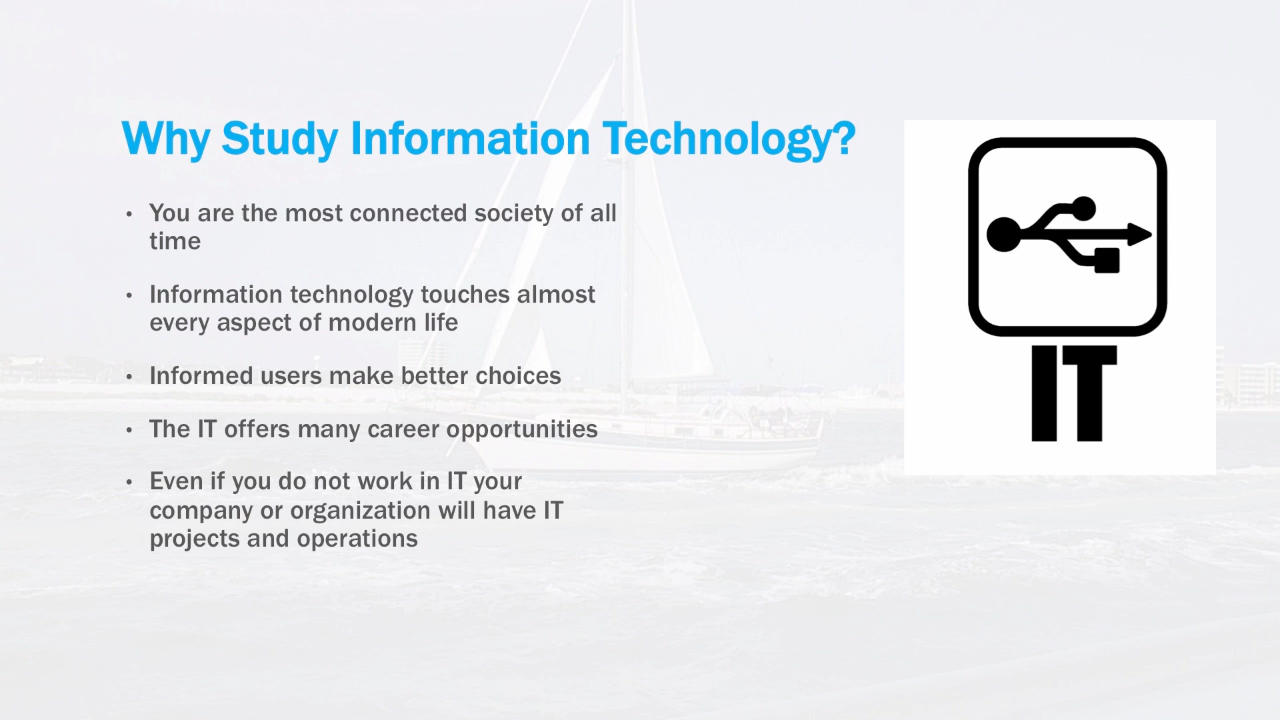 Why Study Information Technology?
• You are the most connected society of all
time
• Information technology touches almost
every aspect of modern life
• Informed users make better choices
• The IT offers many career opportunities
• Even if you do not work in IT your
company or organization will have IT
projects and operations
IT